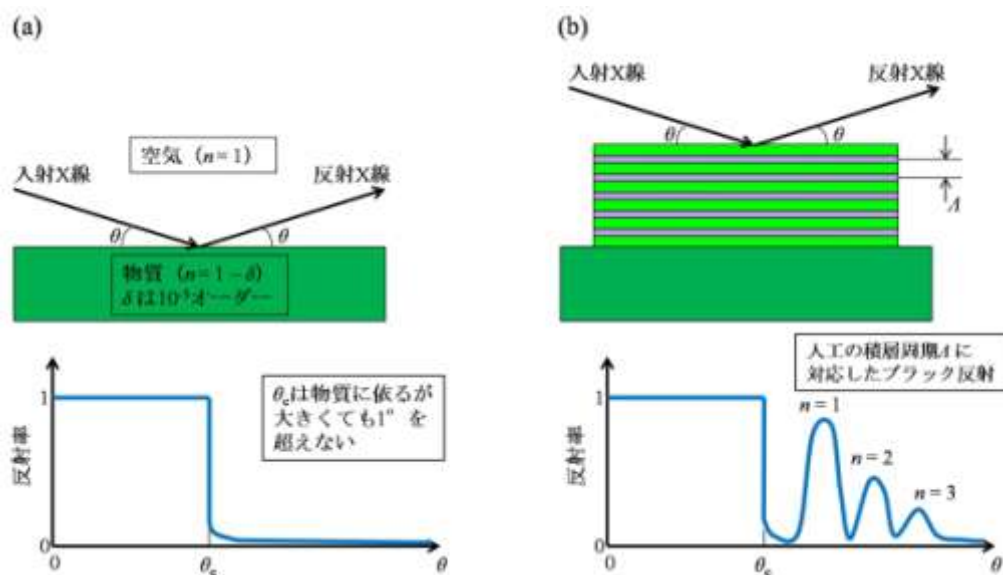 (a)
空気 (n=1)
入射X線
反射X線
θ
θ
物質 (n=1－δ)
δは10⁻⁵オーダー
1
反射率
0
0
θc
θ
θcは物質に依るが
大きくても1°を
超えない
(b)
入射X線
反射X線
θ
θ
Λ
人工の積層周期Λに
対応したブラック反射
1
反射率
0
0
θc
θ
n = 1
n = 2
n = 3